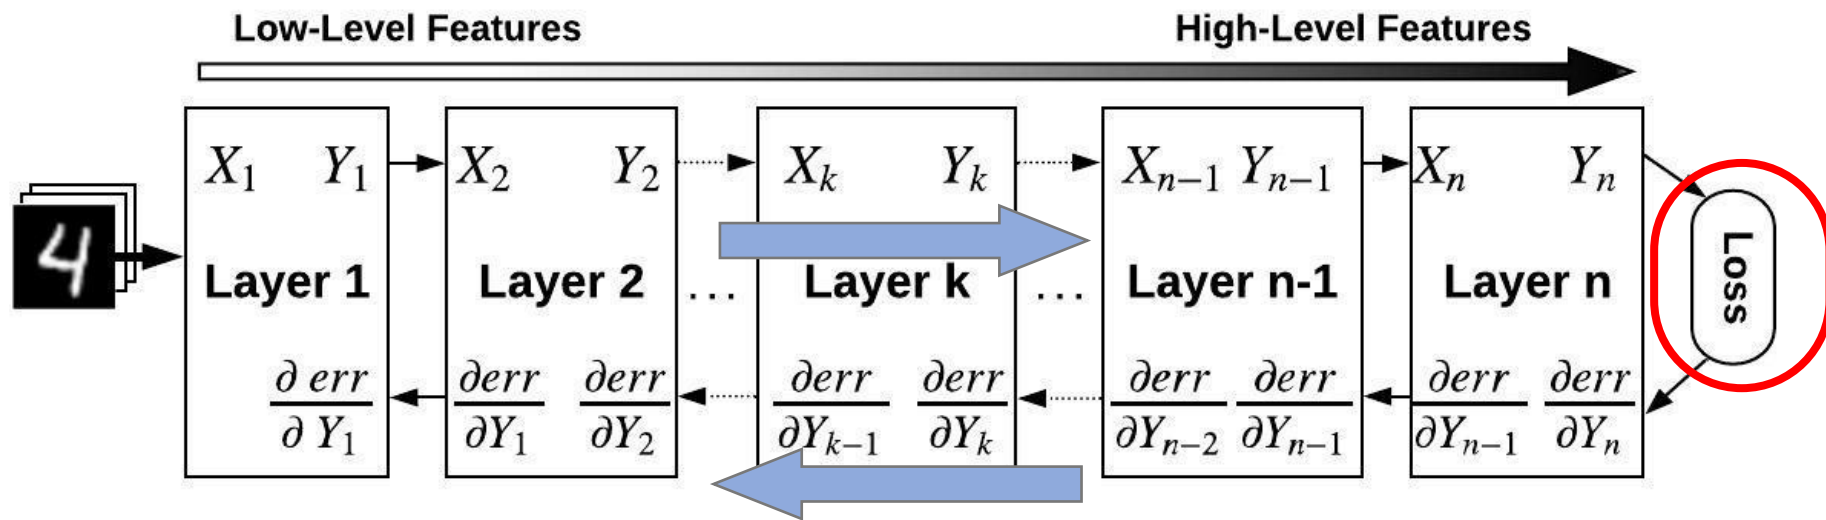 Low-Level Features High-Level Features
X₁ Y₁ X₂ Y₂ Xₖ Yₖ Xₙ₋₁ Yₙ₋₁ Xₙ Yₙ
4 Layer 1 Layer 2 ... Layer k ... Layer n-1 Layer n Loss
∂ err ∂err ∂err ∂err ∂err ∂err ∂err ∂err ∂err
∂ Y₁ ∂Y₁ ∂Y₂ ∂Yₖ₋₁ ∂Yₖ ∂Yₙ₋₂ ∂Yₙ₋₁ ∂Yₙ₋₁ ∂Yₙ